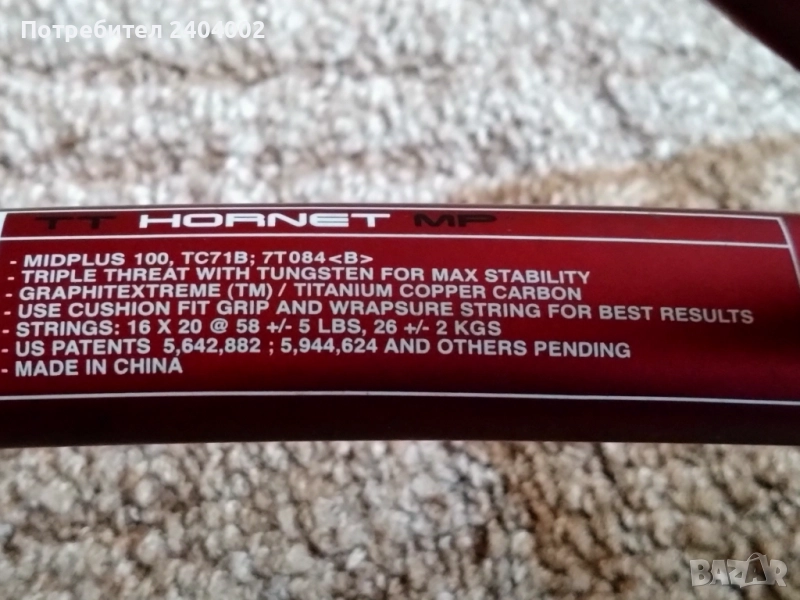 Потребител 2404002
TT HORNET MP
- MIDPLUS 100, TC71B; 7T084<B>
- TRIPLE THREAT WITH TUNGSTEN FOR MAX STABILITY
- GRAPHITEXTREME (TM) / TITANIUM COPPER CARBON
- USE CUSHION FIT GRIP AND WRAPSURE STRING FOR BEST RESULTS
- STRINGS: 16 X 20 @ 58 +/- 5 LBS, 26 +/- 2 KGS
- US PATENTS 5,642,882 ; 5,944,624 AND OTHERS PENDING
- MADE IN CHINA
BAZAR